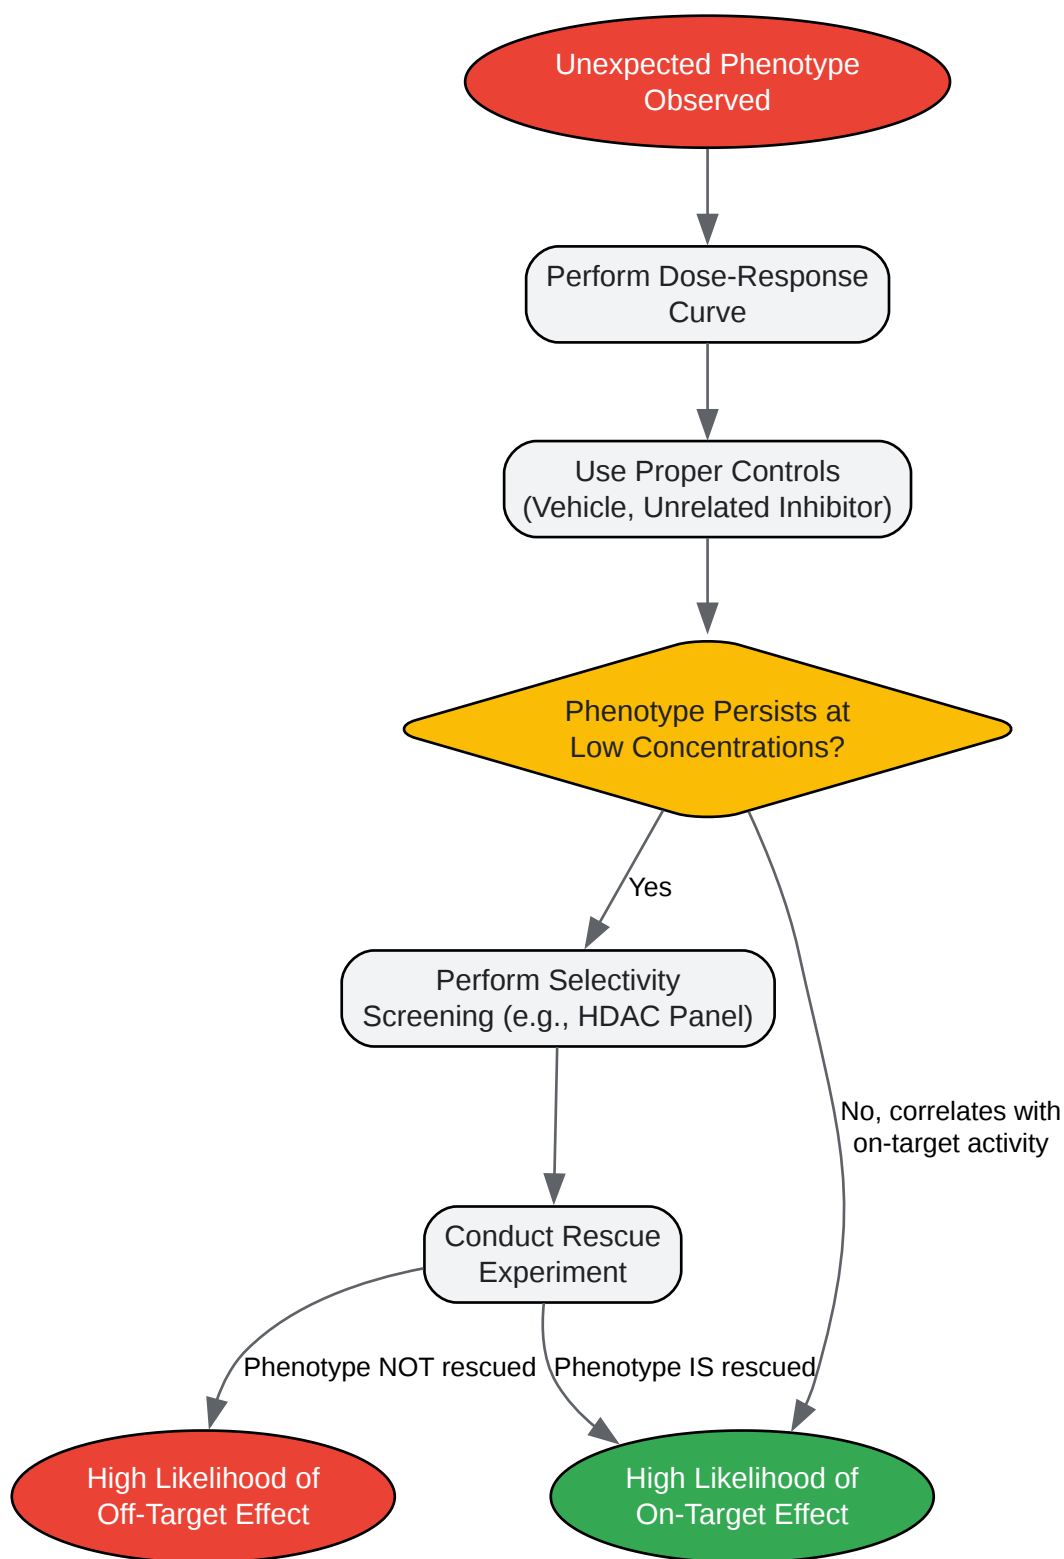 Unexpected Phenotype
Observed
Perform Dose-Response
Curve
Use Proper Controls
(Vehicle, Unrelated Inhibitor)
Phenotype Persists at
Low Concentrations?
Yes
Perform Selectivity
Screening (e.g., HDAC Panel)
No, correlates with
on-target activity
Conduct Rescue
Experiment
Phenotype NOT rescued
Phenotype IS rescued
High Likelihood of
Off-Target Effect
High Likelihood of
On-Target Effect